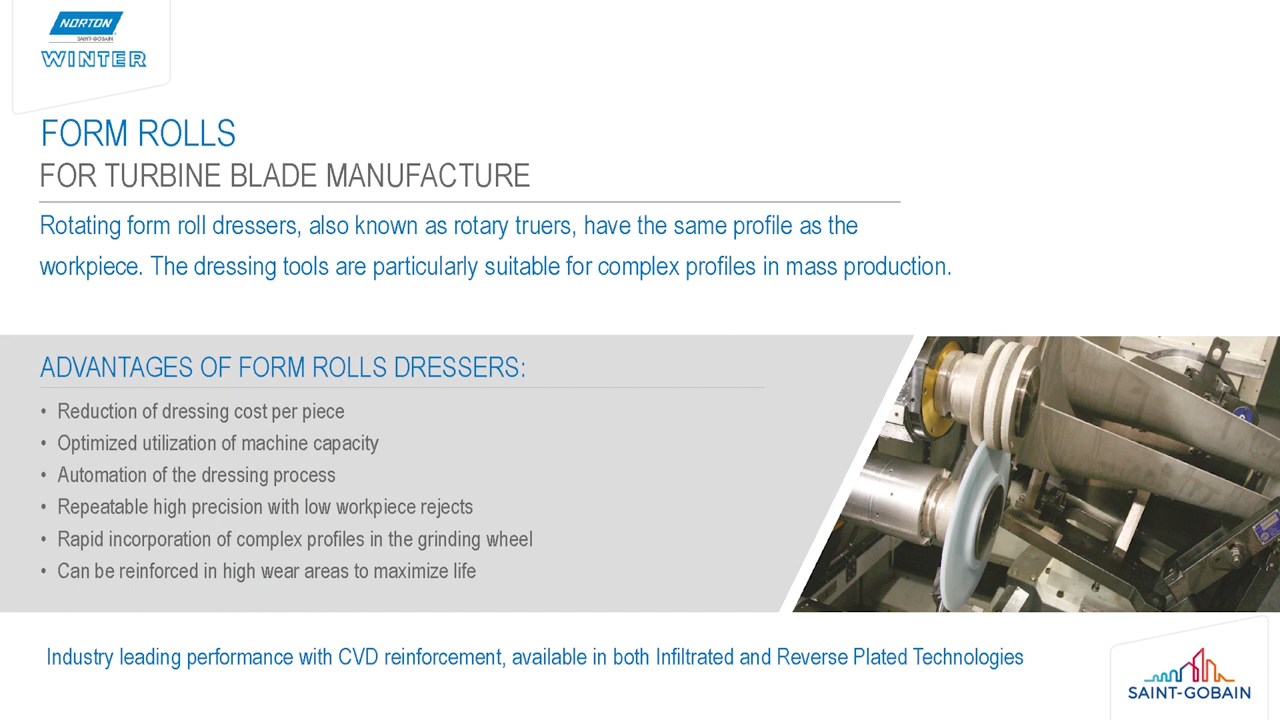 NORTON
SAINT-GOBAIN
WINTER
FORM ROLLS
FOR TURBINE BLADE MANUFACTURE
Rotating form roll dressers, also known as rotary truers, have the same profile as the
workpiece. The dressing tools are particularly suitable for complex profiles in mass production.
ADVANTAGES OF FORM ROLLS DRESSERS:
• Reduction of dressing cost per piece
• Optimized utilization of machine capacity
• Automation of the dressing process
• Repeatable high precision with low workpiece rejects
• Rapid incorporation of complex profiles in the grinding wheel
• Can be reinforced in high wear areas to maximize life
Industry leading performance with CVD reinforcement, available in both Infiltrated and Reverse Plated Technologies
SAINT-GOBAIN